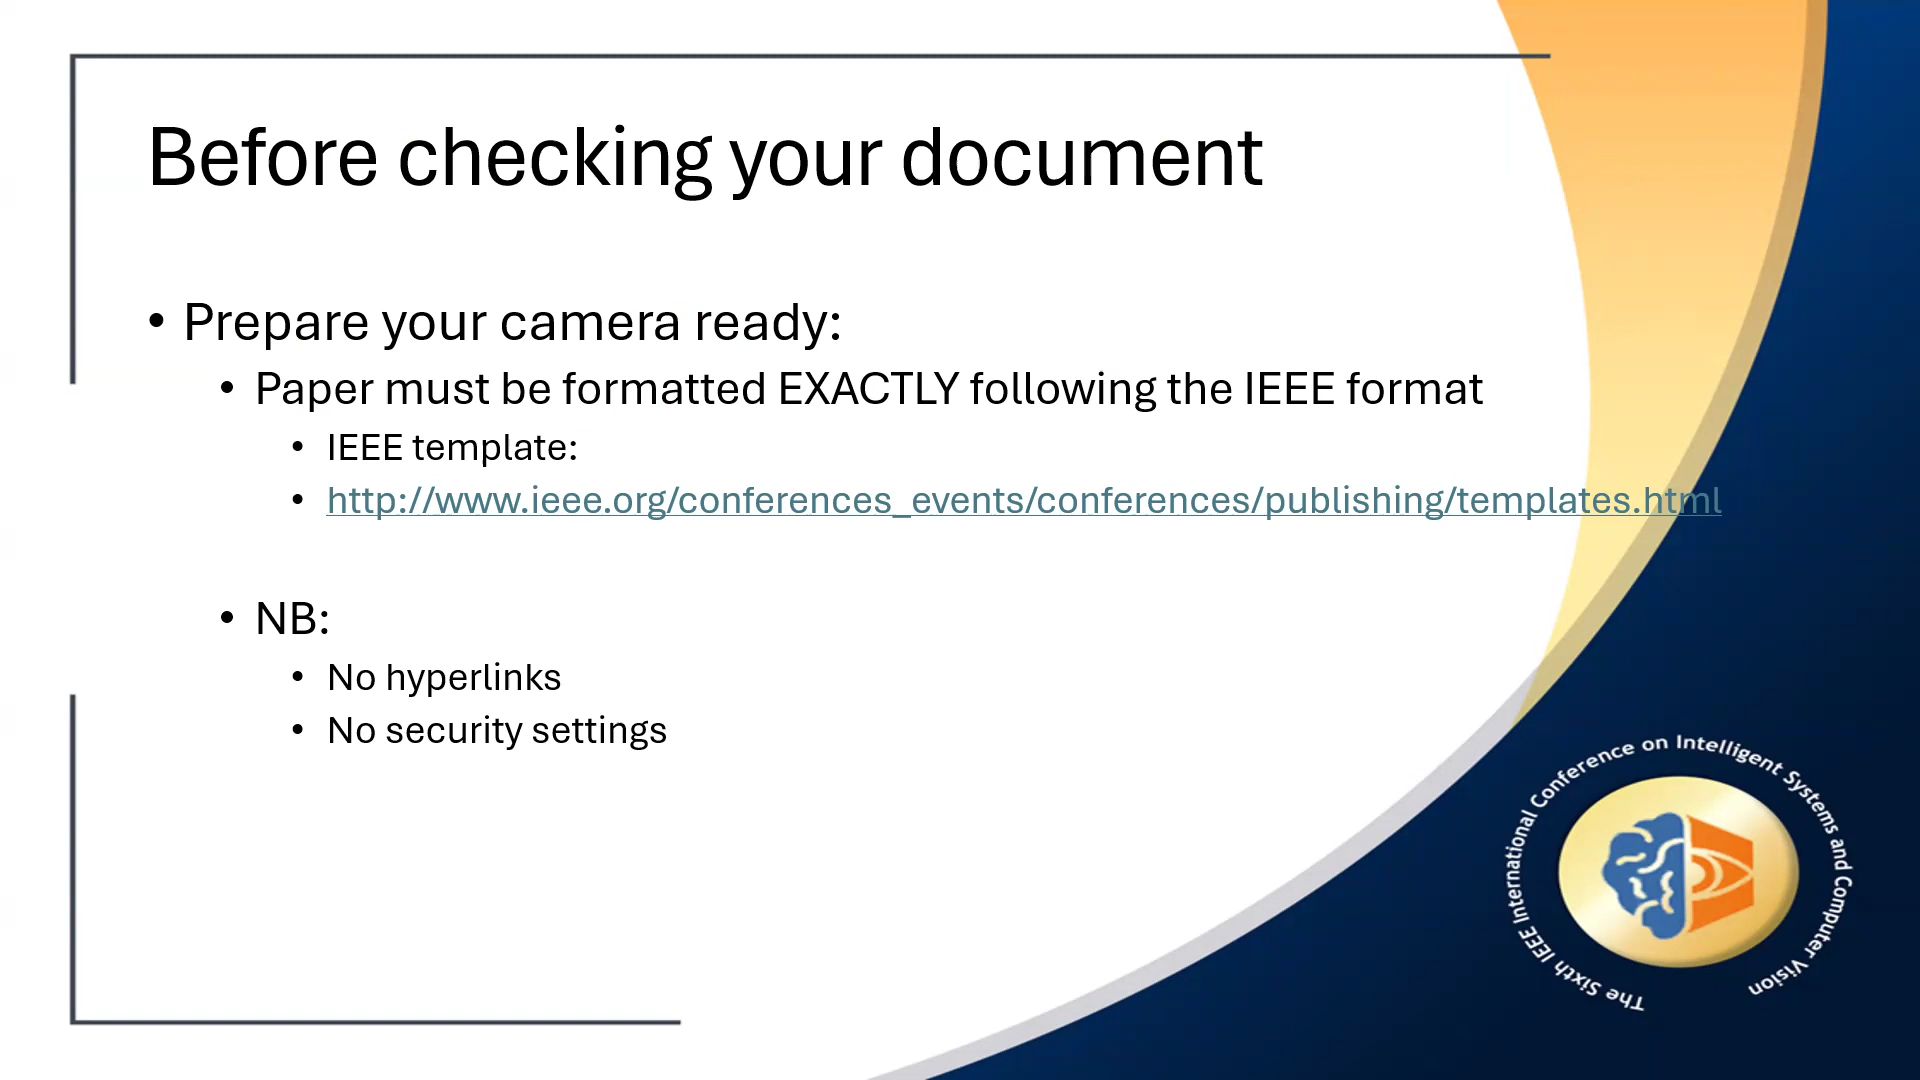 Before checking your document
• Prepare your camera ready:
• Paper must be formatted EXACTLY following the IEEE format
• IEEE template:
• http://www.ieee.org/conferences_events/conferences/publishing/templates.html
• NB:
• No hyperlinks
• No security settings
The Sixth IEEE International Conference on Intelligent Systems and Computer Vision